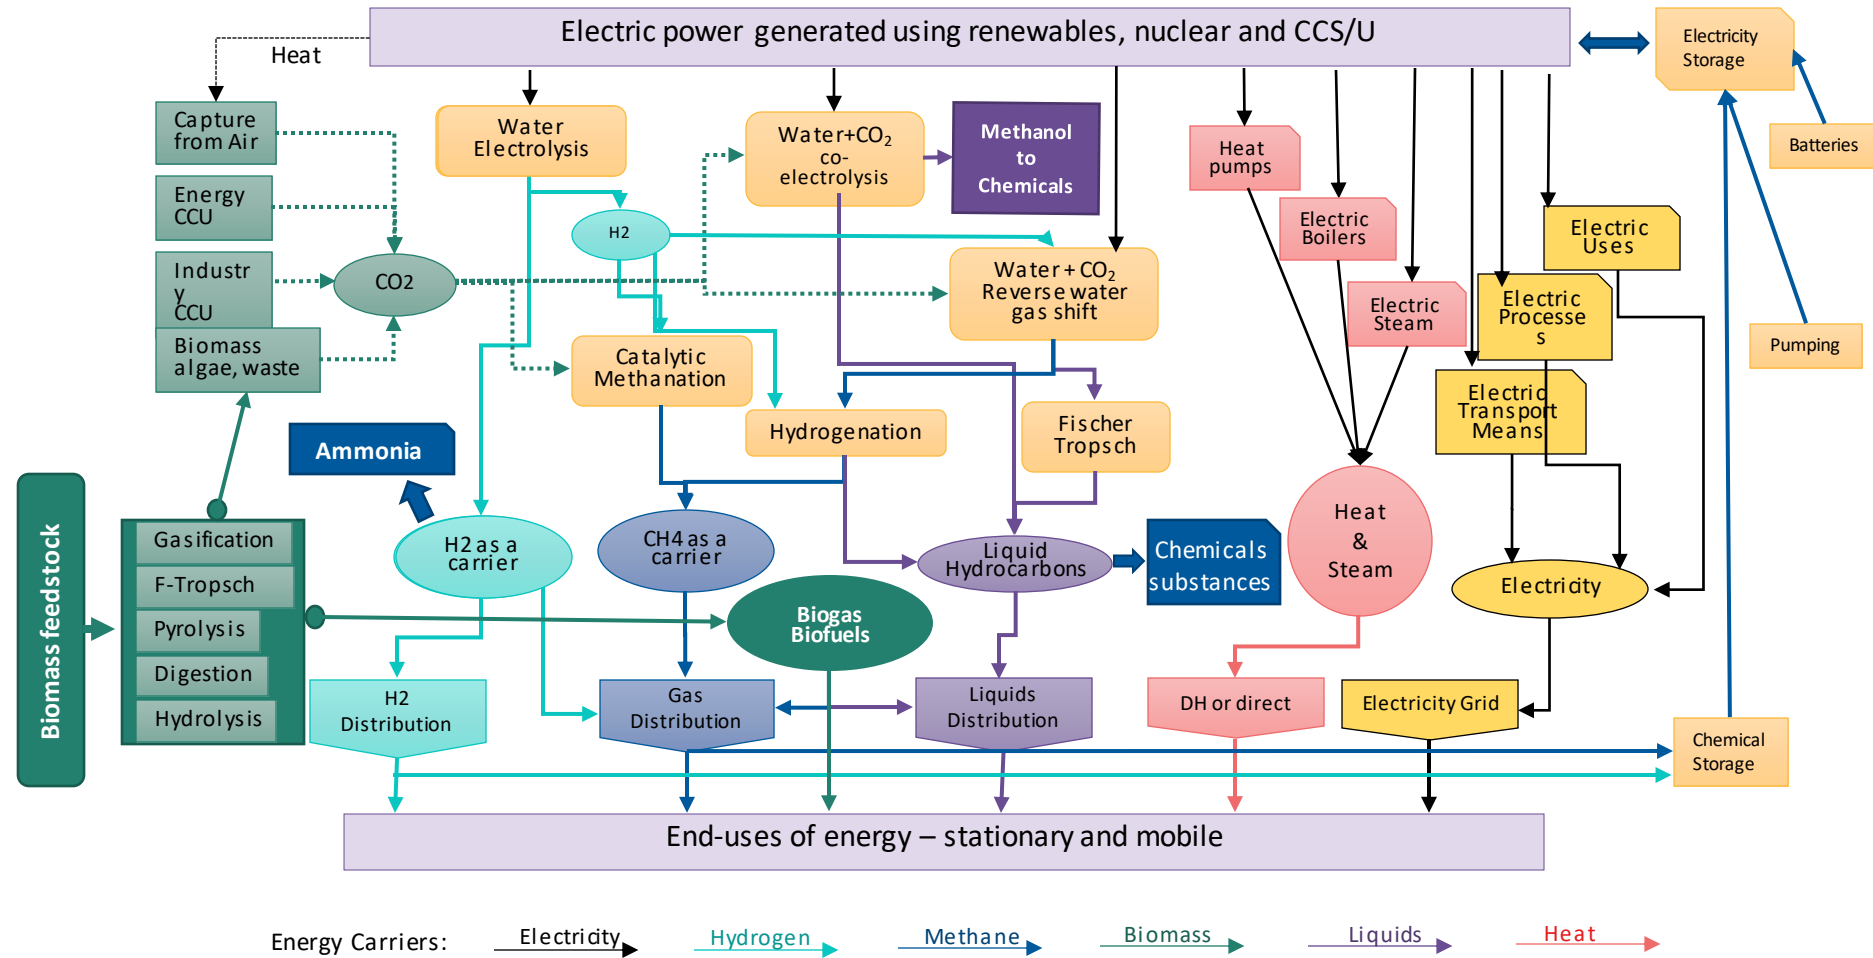 Electric power generated using renewables, nuclear and CCS/U
Electricity
Storage
Heat
Capture
from Air
Water
Electrolysis
Water+CO2
co-
electrolysis
Methanol
to
Chemicals
Heat
pumps
Batteries
Energy
CCU
H2
Electric
Boilers
Electric
Uses
Industr
y
CCU
CO2
Water + CO2
Reverse water
gas shift
Electric
Steam
Electric
Processe
s
Pumping
Biomass
algae, waste
Catalytic
Methanation
Electric
Transport
Means
Hydrogenation
Fischer
Tropsch
Ammonia
Biomass feedstock
Gasification
F-Tropsch
Pyrolysis
Digestion
Hydrolysis
H2 as a
carrier
CH4 as a
carrier
Liquid
Hydrocarbons
Chemicals
substances
Heat
&
Steam
Electricity
Biogas
Biofuels
H2
Distribution
Gas
Distribution
Liquids
Distribution
DH or direct
Electricity Grid
Chemical
Storage
End-uses of energy – stationary and mobile
Energy Carriers:
Electricity
Hydrogen
Methane
Biomass
Liquids
Heat